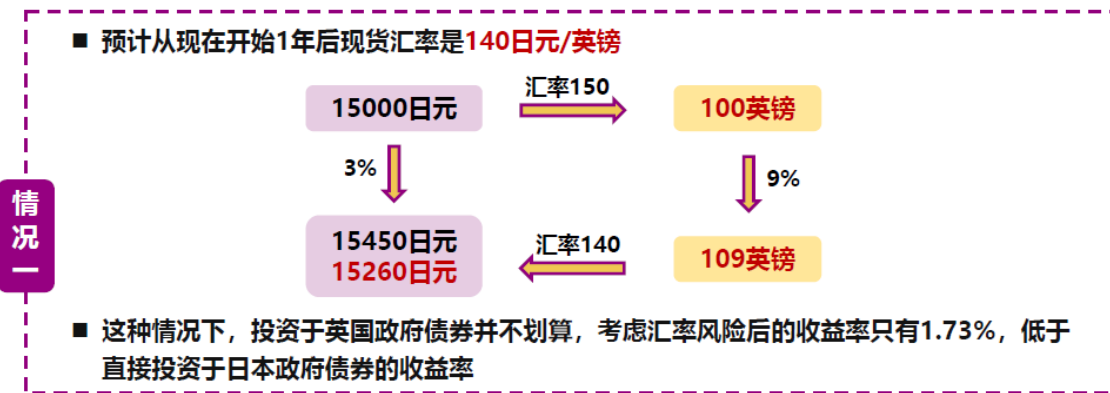 ■ 预计从现在开始1年后现货汇率是140日元/英镑
15000日元
汇率150
100英镑
3%
9%
情况一
15450日元
15260日元
汇率140
109英镑
■ 这种情况下，投资于英国政府债券并不划算，考虑汇率风险后的收益率只有1.73%，低于
直接投资于日本政府债券的收益率